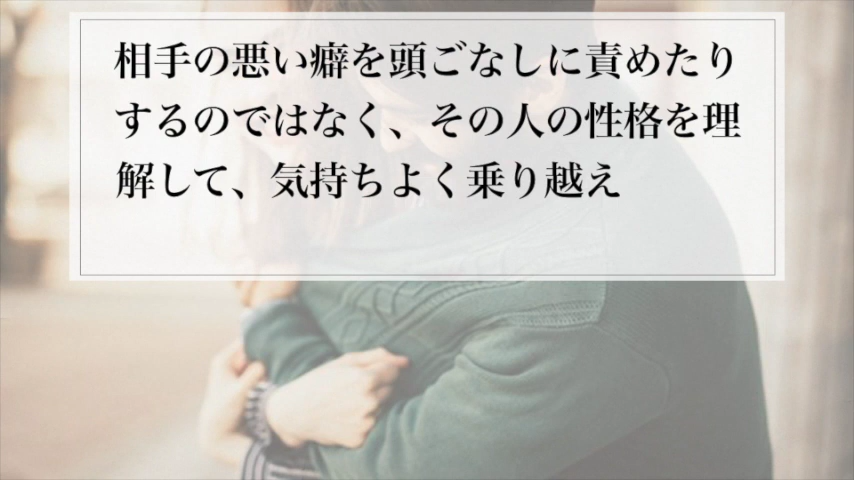 相手の悪い癖を頭ごなしに責めたり
するのではなく、その人の性格を理
解して、気持ちよく乗り越え